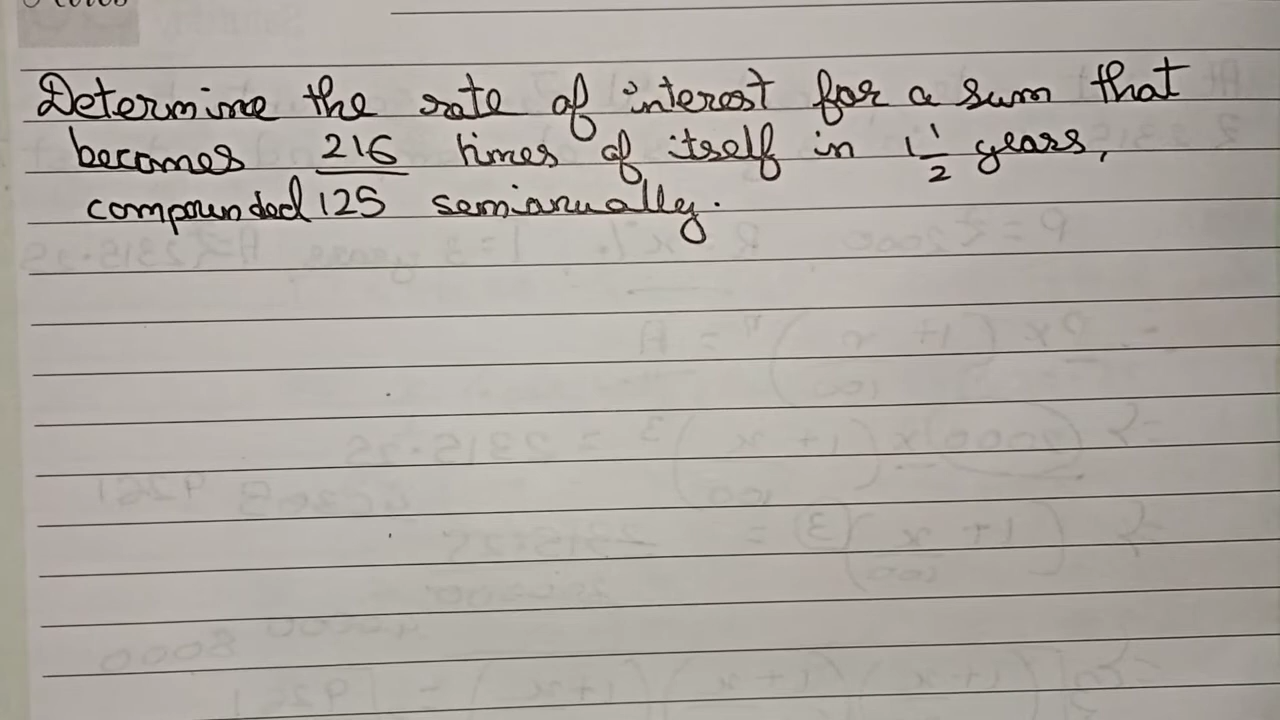 Determine the rate of interest for a sum that
becomes 216 times of itself in 1 1/2 years,
compounded 125 semianually.